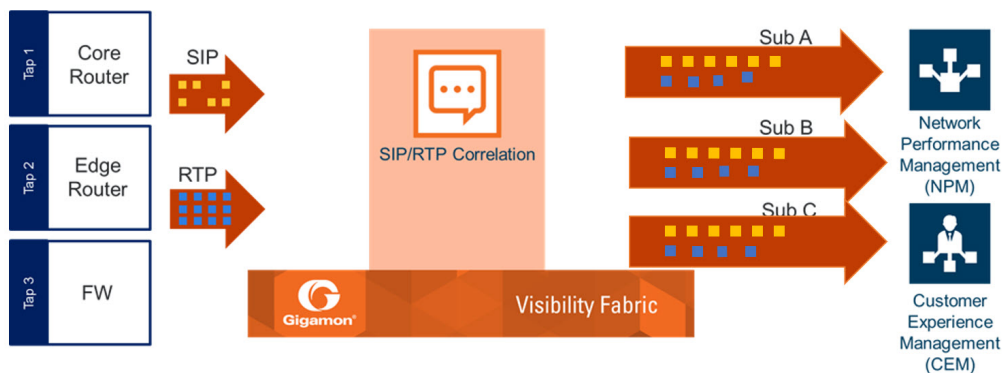 Tap 1
Core
Router
Tap 2
Edge
Router
Tap 3
FW
SIP
RTP
SIP/RTP Correlation
Gigamon®
Visibility Fabric
Sub A
Sub B
Sub C
Network
Performance
Management
(NPM)
Customer
Experience
Management
(CEM)